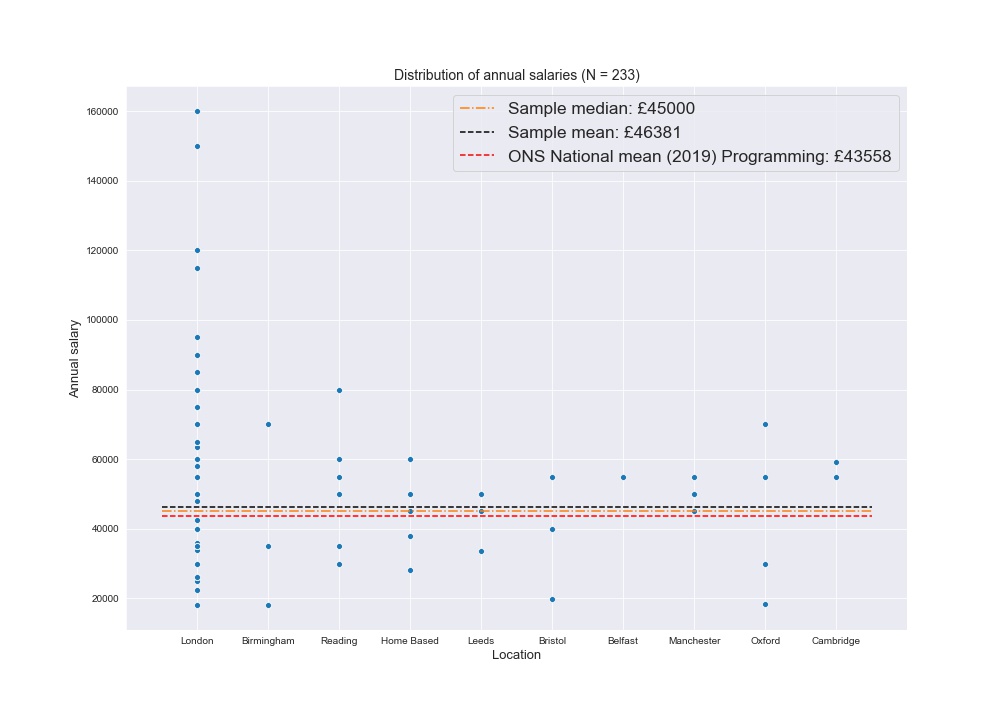 Distribution of annual salaries (N = 233)
Sample median: £45000
Sample mean: £46381
ONS National mean (2019) Programming: £43558
Annual salary
160000
140000
120000
100000
80000
60000
40000
20000
London Birmingham Reading Home Based Leeds Bristol Belfast Manchester Oxford Cambridge
Location